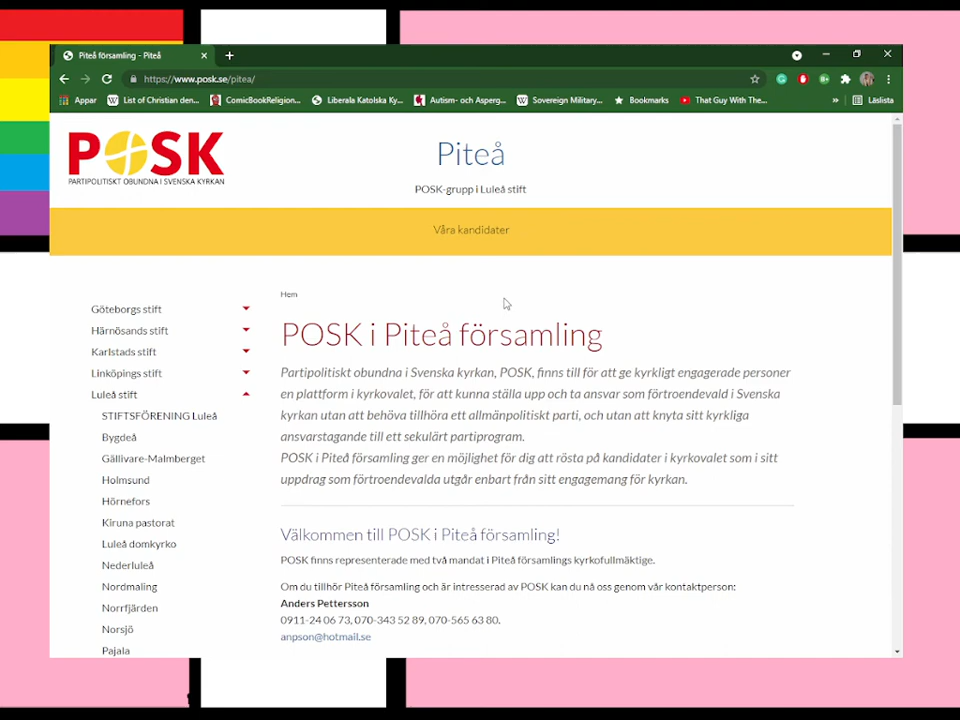 Piteå församling - Piteå
https://www.posk.se/pitea/
Appar
List of Christian den...
ComicBookReligion...
Liberala Katolska Ky...
Autism- och Asperg...
Sovereign Military...
Bookmarks
That Guy With The...
»
Läslista
POSK
PARTIPOLITISKT OBUNDNA I SVENSKA KYRKAN
Piteå
POSK-grupp i Luleå stift
Våra kandidater
Göteborgs stift
Härnösands stift
Karlstads stift
Linköpings stift
Luleå stift
STIFTSFÖRENING Luleå
Bygdeå
Gällivare-Malmberget
Holmsund
Hörnefors
Kiruna pastorat
Luleå domkyrko
Nederluleå
Nordmaling
Norrfjärden
Norsjö
Pajala
Hem
POSK i Piteå församling
Partipolitiskt obundna i Svenska kyrkan, POSK, finns till för att ge kyrkligt engagerade personer
en plattform i kyrkovalet, för att kunna ställa upp och ta ansvar som förtroendevald i Svenska
kyrkan utan att behöva tillhöra ett allmänpolitiskt parti, och utan att knyta sitt kyrkliga
ansvarstagande till ett sekulärt partiprogram.
POSK i Piteå församling ger en möjlighet för dig att rösta på kandidater i kyrkovalet som i sitt
uppdrag som förtroendevalda utgår enbart från sitt engagemang för kyrkan.
Välkommen till POSK i Piteå församling!
POSK finns representerade med två mandat i Piteå församlings kyrkofullmäktige.
Om du tillhör Piteå församling och är intresserad av POSK kan du nå oss genom vår kontaktperson:
Anders Pettersson
0911-24 06 73, 070-343 52 89, 070-565 63 80.
anpson@hotmail.se